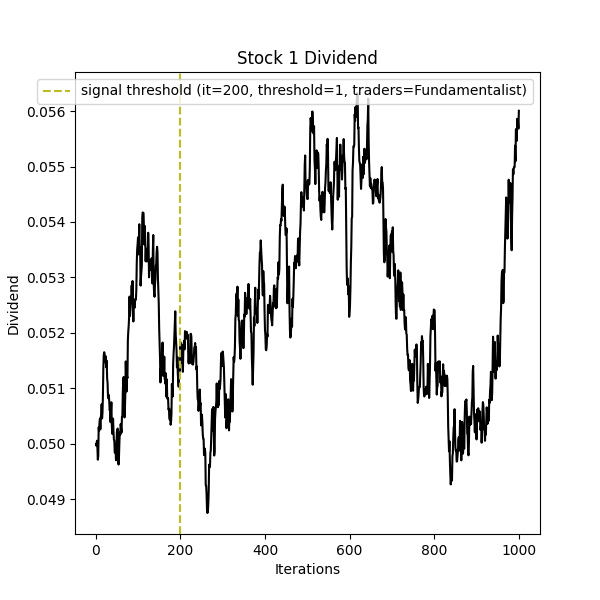 Stock 1 Dividend
signal threshold (it=200, threshold=1, traders=Fundamentalist)
0.056
0.055
0.054
0.053
0.052
0.051
0.050
0.049
Dividend
0 200 400 600 800 1000
Iterations